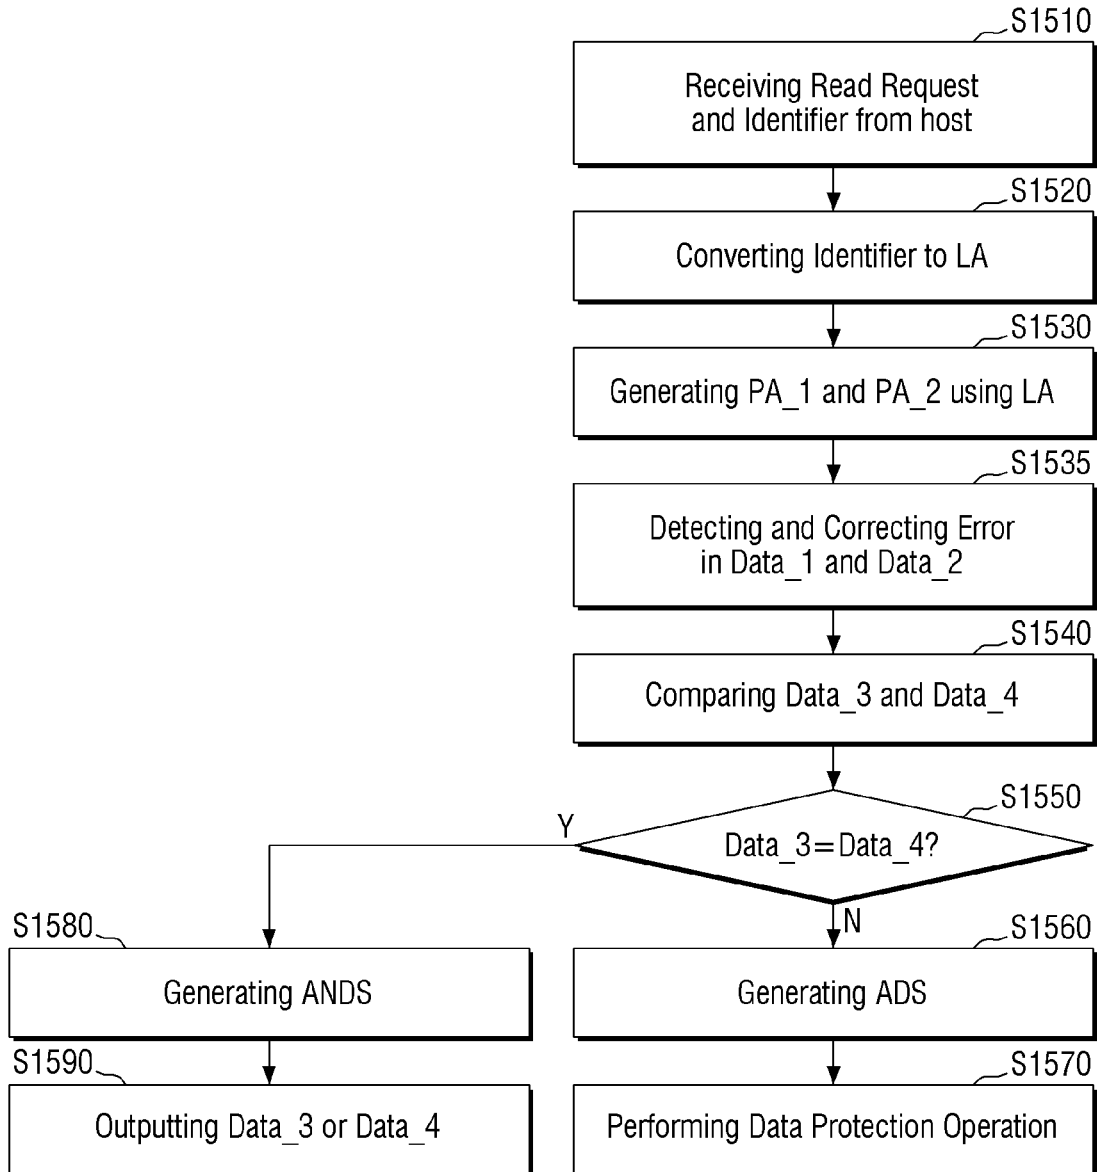 S1510
Receiving Read Request
and Identifier from host
S1520
Converting Identifier to LA
S1530
Generating PA_1 and PA_2 using LA
S1535
Detecting and Correcting Error
in Data_1 and Data_2
S1540
Comparing Data_3 and Data_4
S1550
Data_3=Data_4?
Y
N
S1580
Generating ANDS
S1560
Generating ADS
S1590
Outputting Data_3 or Data_4
S1570
Performing Data Protection Operation